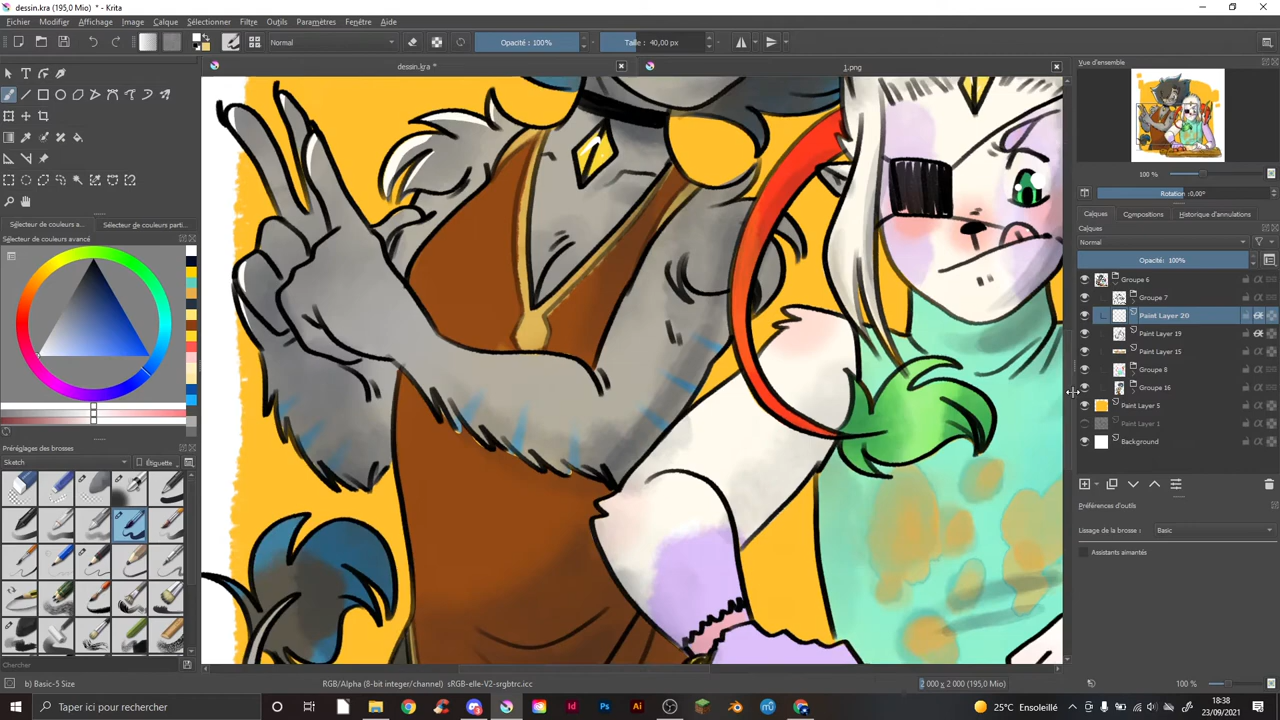 dessin.kra (195,0 Mio) * - Krita
Fichier Modifier Affichage Image Calque Sélectionner Filtre Outils Paramètres Fenêtre Aide
Normal Opacité : 100% Taille : 40,00 px
dessin.kra * 1.png
Vue d'ensemble
100 %
Rotation :0,00°
Sélecteur de couleurs a... Sélecteur de couleurs parti...
Sélecteur de couleurs avancé
Calques Compositions Historique d'annulations
Calques
Normal
Opacité: 100%
Groupe 6
Groupe 7
Paint Layer 20
Paint Layer 19
Paint Layer 15
Groupe 8
Groupe 16
Paint Layer 5
Paint Layer 1
Background
Préférences d'outils
Lissage de la brosse : Basic
Assistants aimantés
Préréglages des brosses
Sketch Étiquette
Chercher
b) Basic-5 Size RGB/Alpha (8-bit integer/channel) sRGB-elle-V2-srgbtrc.icc 2 000 x 2 000 (195,0 Mio) 100 %
Taper ici pour rechercher
Id Ps Ai
25°C Ensoleillé
18:38
23/09/2021